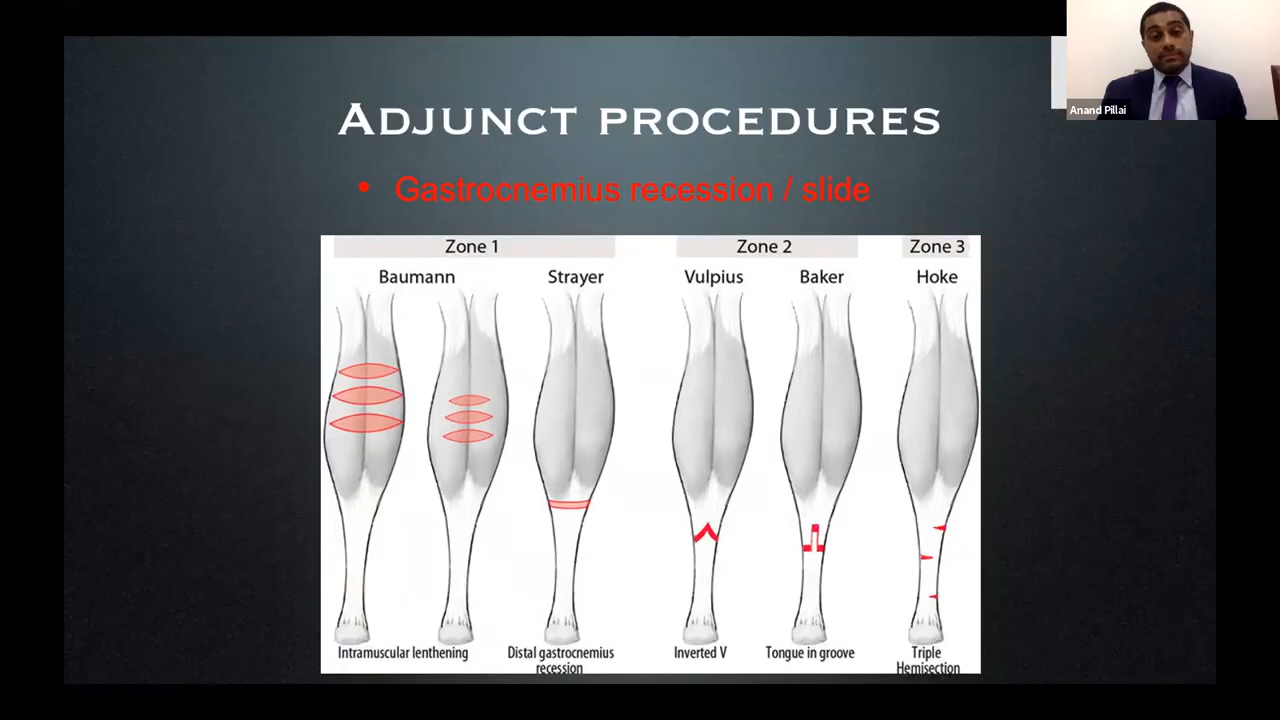 Anand Pillai
ADJUNCT PROCEDURES
• Gastrocnemius recession / slide
Zone 1 Zone 2 Zone 3
Baumann Strayer Vulpius Baker Hoke
Intramuscular lenthening Distal gastrocnemius recession Inverted V Tongue in groove Triple Hemisection